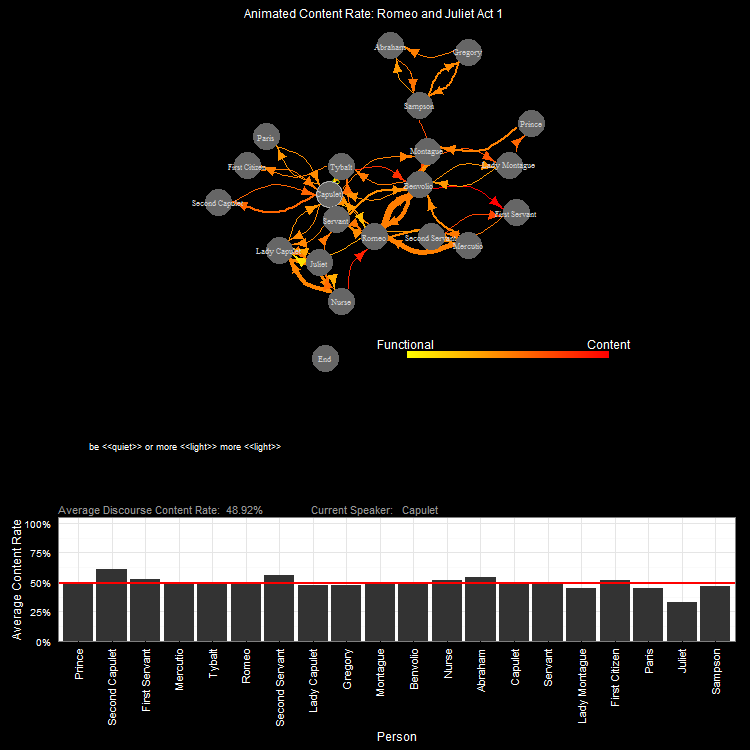 Animated Content Rate: Romeo and Juliet Act 1
Abraham
Gregory
Sampson
Prince
Paris
Montague
First Citizen
Tybalt
Lady Montague
Benvolio
Capulet
Second Capulet
First Servant
Servant
Romeo
Second Servant
Mercutio
Lady Capulet
Juliet
Nurse
Functional Content
End
be <<quiet>> or more <<light>> more <<light>>
Average Discourse Content Rate: 48.92% Current Speaker: Capulet
Average Content Rate
100%
75%
50%
25%
0%
Prince
Second Capulet
First Servant
Mercutio
Tybalt
Romeo
Second Servant
Lady Capulet
Gregory
Montague
Benvolio
Nurse
Abraham
Capulet
Servant
Lady Montague
First Citizen
Paris
Juliet
Sampson
Person